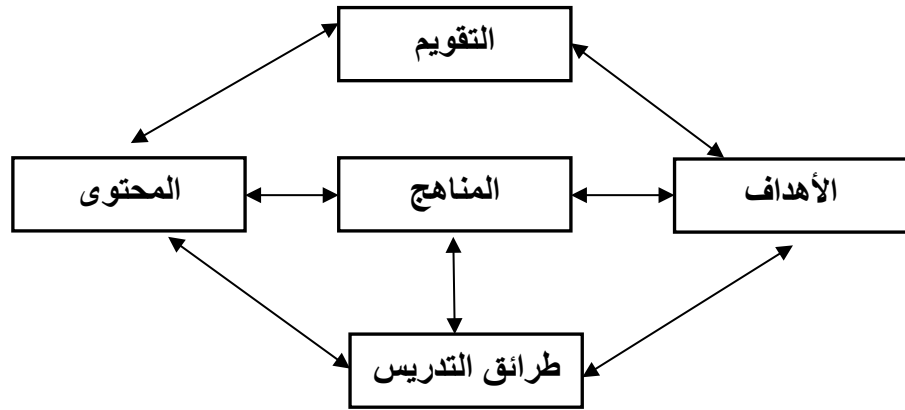 التقويم
الأهداف
المناهج
المحتوى
طرائق التدريس